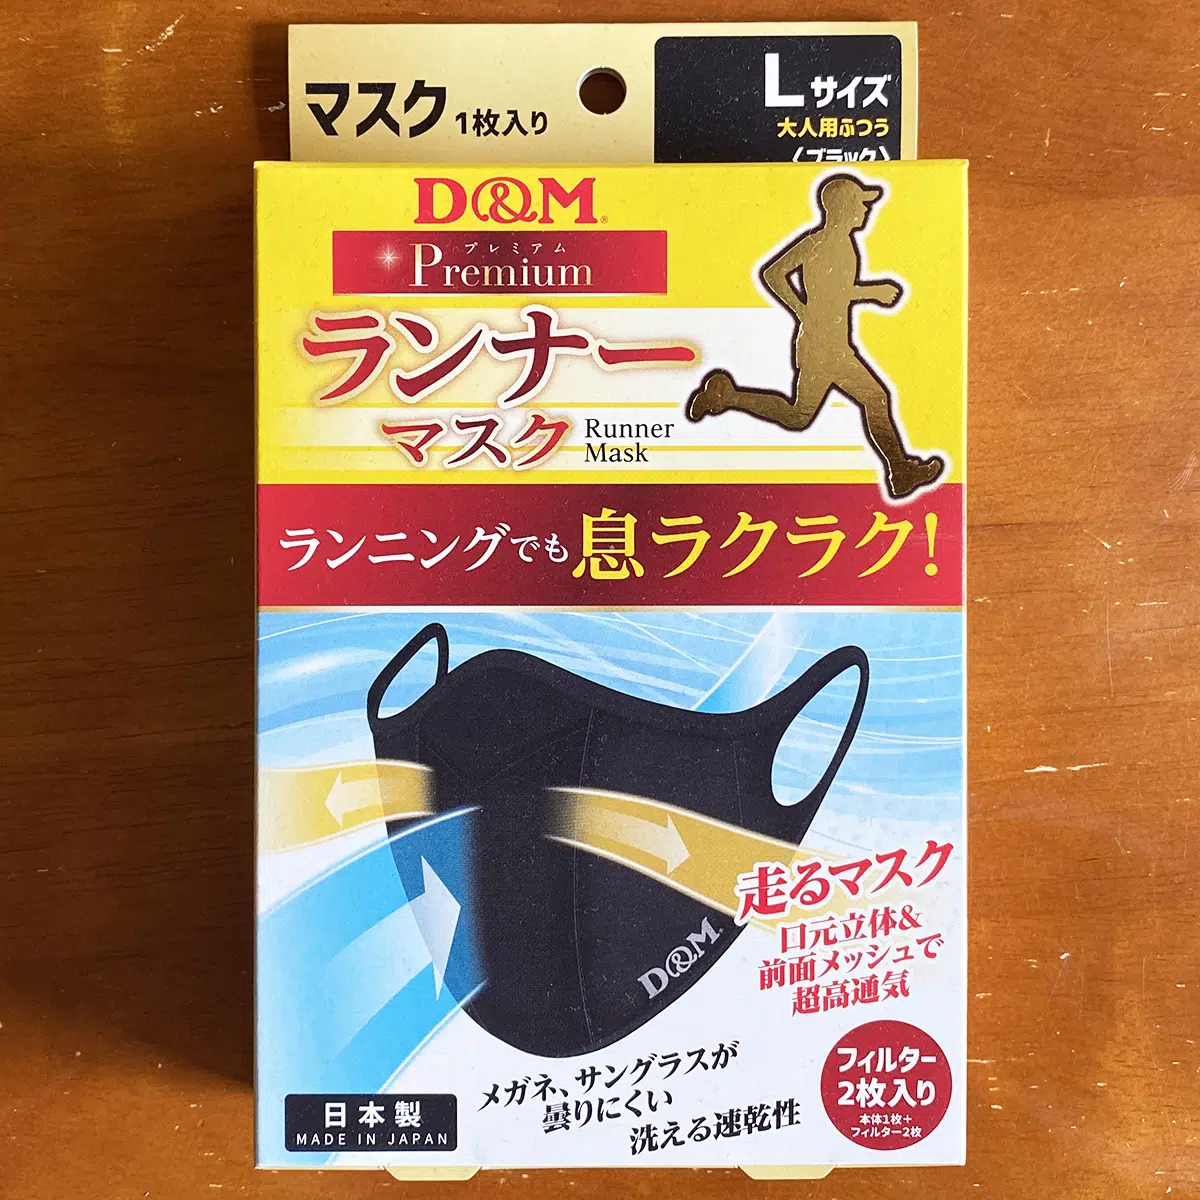 マスク 1枚入り
Lサイズ
大人用ふつう
〈ブラック〉
D&M®
プレミアム
Premium
ランナー
マスク
Runner
Mask
ランニングでも息ラクラク!
D&M
走るマスク
口元立体&
前面メッシュで
超高通気
メガネ、サングラスが
曇りにくい
洗える速乾性
フィルター
2枚入り
本体1枚+
フィルター2枚
日本製
MADE IN JAPAN